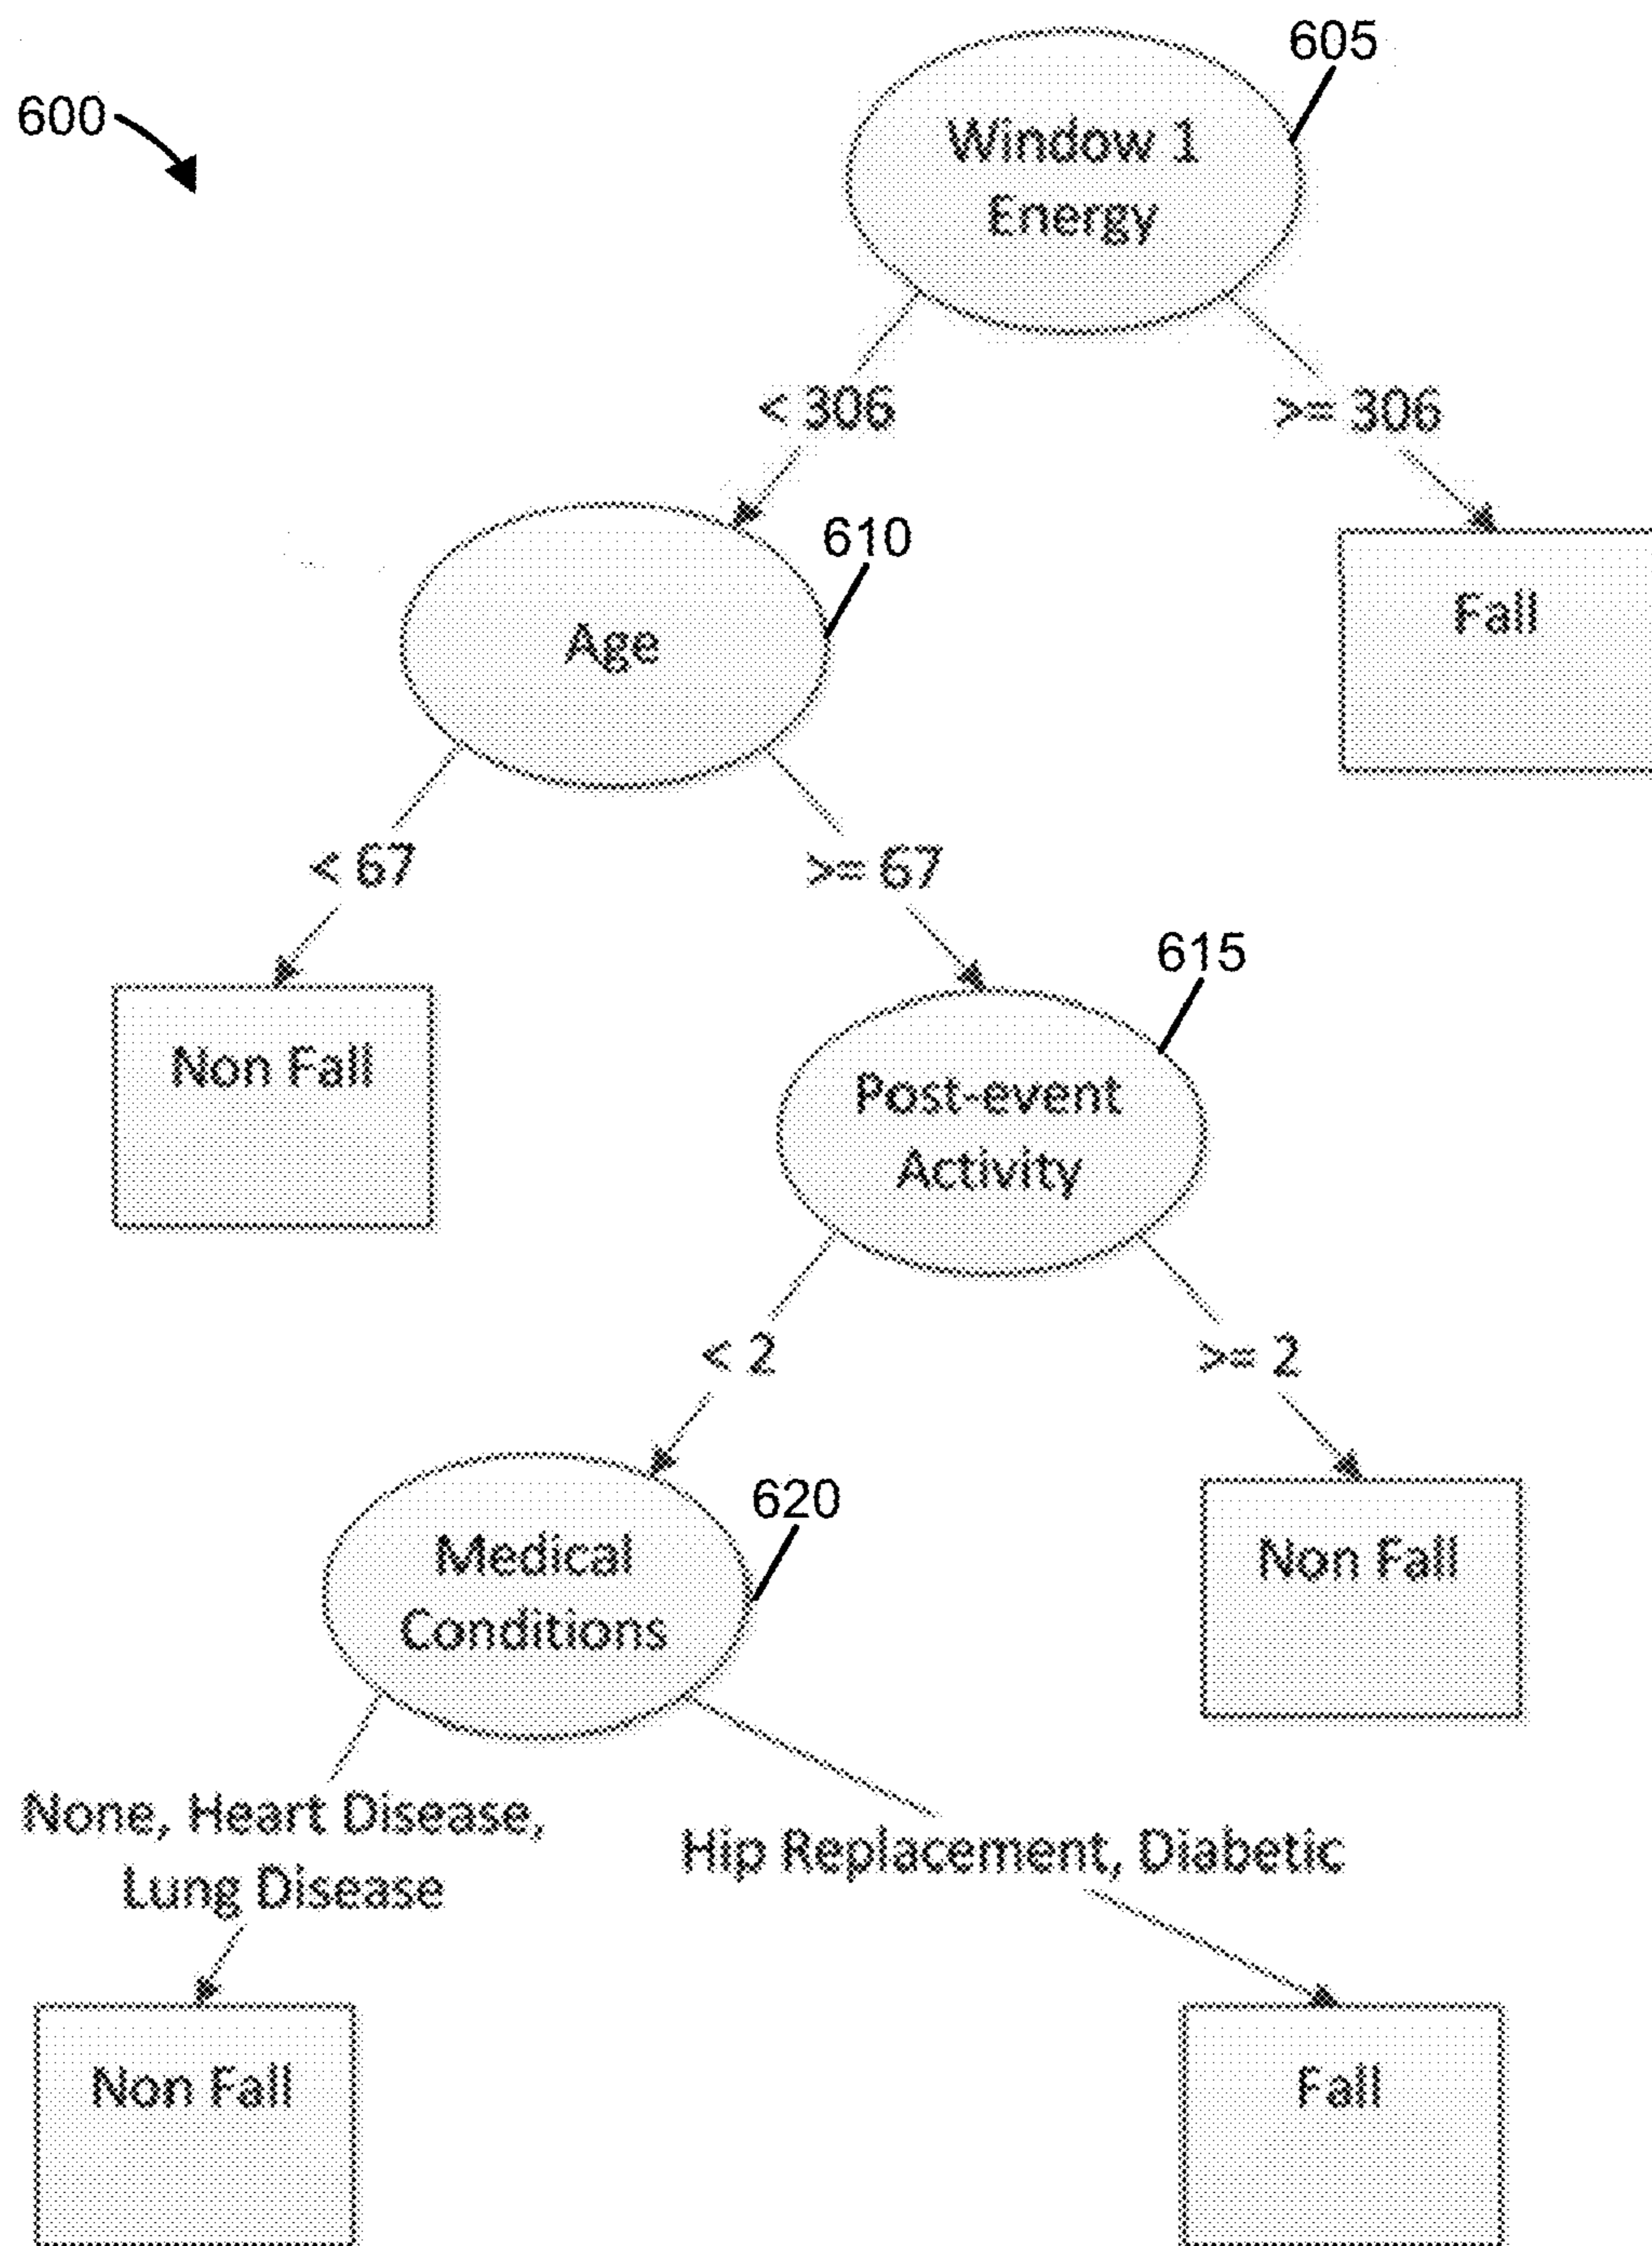 605
600
Window 1
Energy
< 306
>= 306
610
Fall
Age
< 67
>= 67
615
Non Fall
Post-event
Activity
< 2
>= 2
620
Medical
Conditions
Non Fall
None, Heart Disease,
Lung Disease
Hip Replacement, Diabetic
Non Fall
Fall